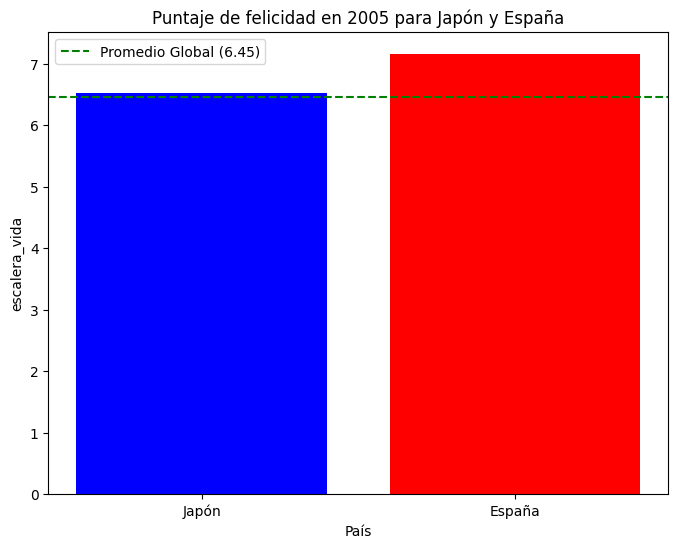 Puntaje de felicidad en 2005 para Japón y España
Promedio Global (6.45)
escalera_vida
7
6
5
4
3
2
1
0
Japón
España
País